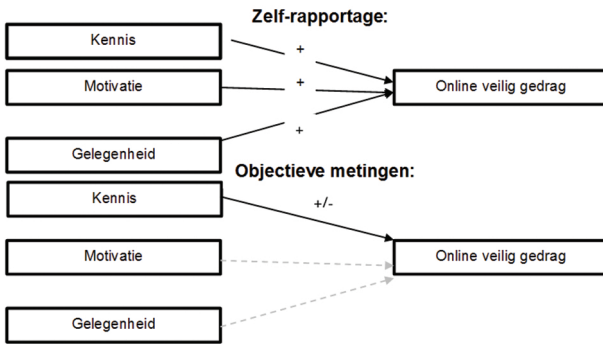 Zelf-rapportage:
Kennis
+
Motivatie
+
Online veilig gedrag
+
Gelegenheid
Objectieve metingen:
Kennis
+/-
Motivatie
Online veilig gedrag
Gelegenheid